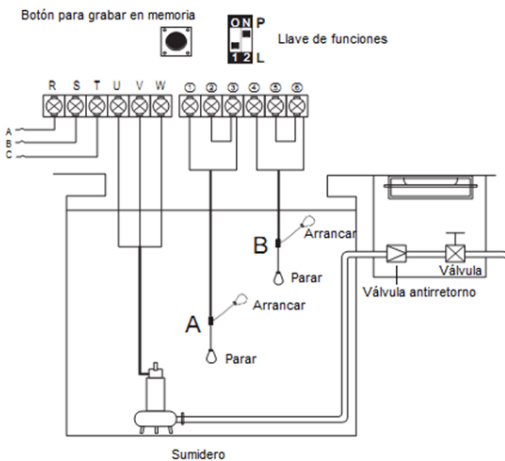 Botón para grabar en memoria
ON P
1 2 L
Llave de funciones
R S T U V W ① ② ③ ④ ⑤ ⑥
A
B
C
B
Arrancar
Parar
Válvula
Válvula antirretorno
Arrancar
A
Parar
Sumidero